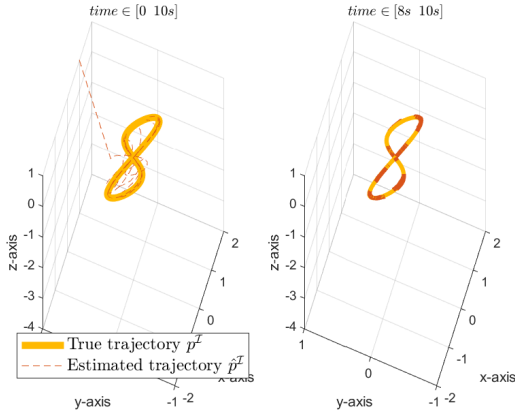 time ∈ [0 10s]
time ∈ [8s 10s]
z-axis
1
0
-1
-2
-3
-4
2
1
0
-2
-1
y-axis
x-axis
True trajectory p^ℐ
Estimated trajectory p̂^ℐ
z-axis
1
0
-1
-2
-3
-4
1
0
-1
y-axis
2
1
0
-1
-2
x-axis